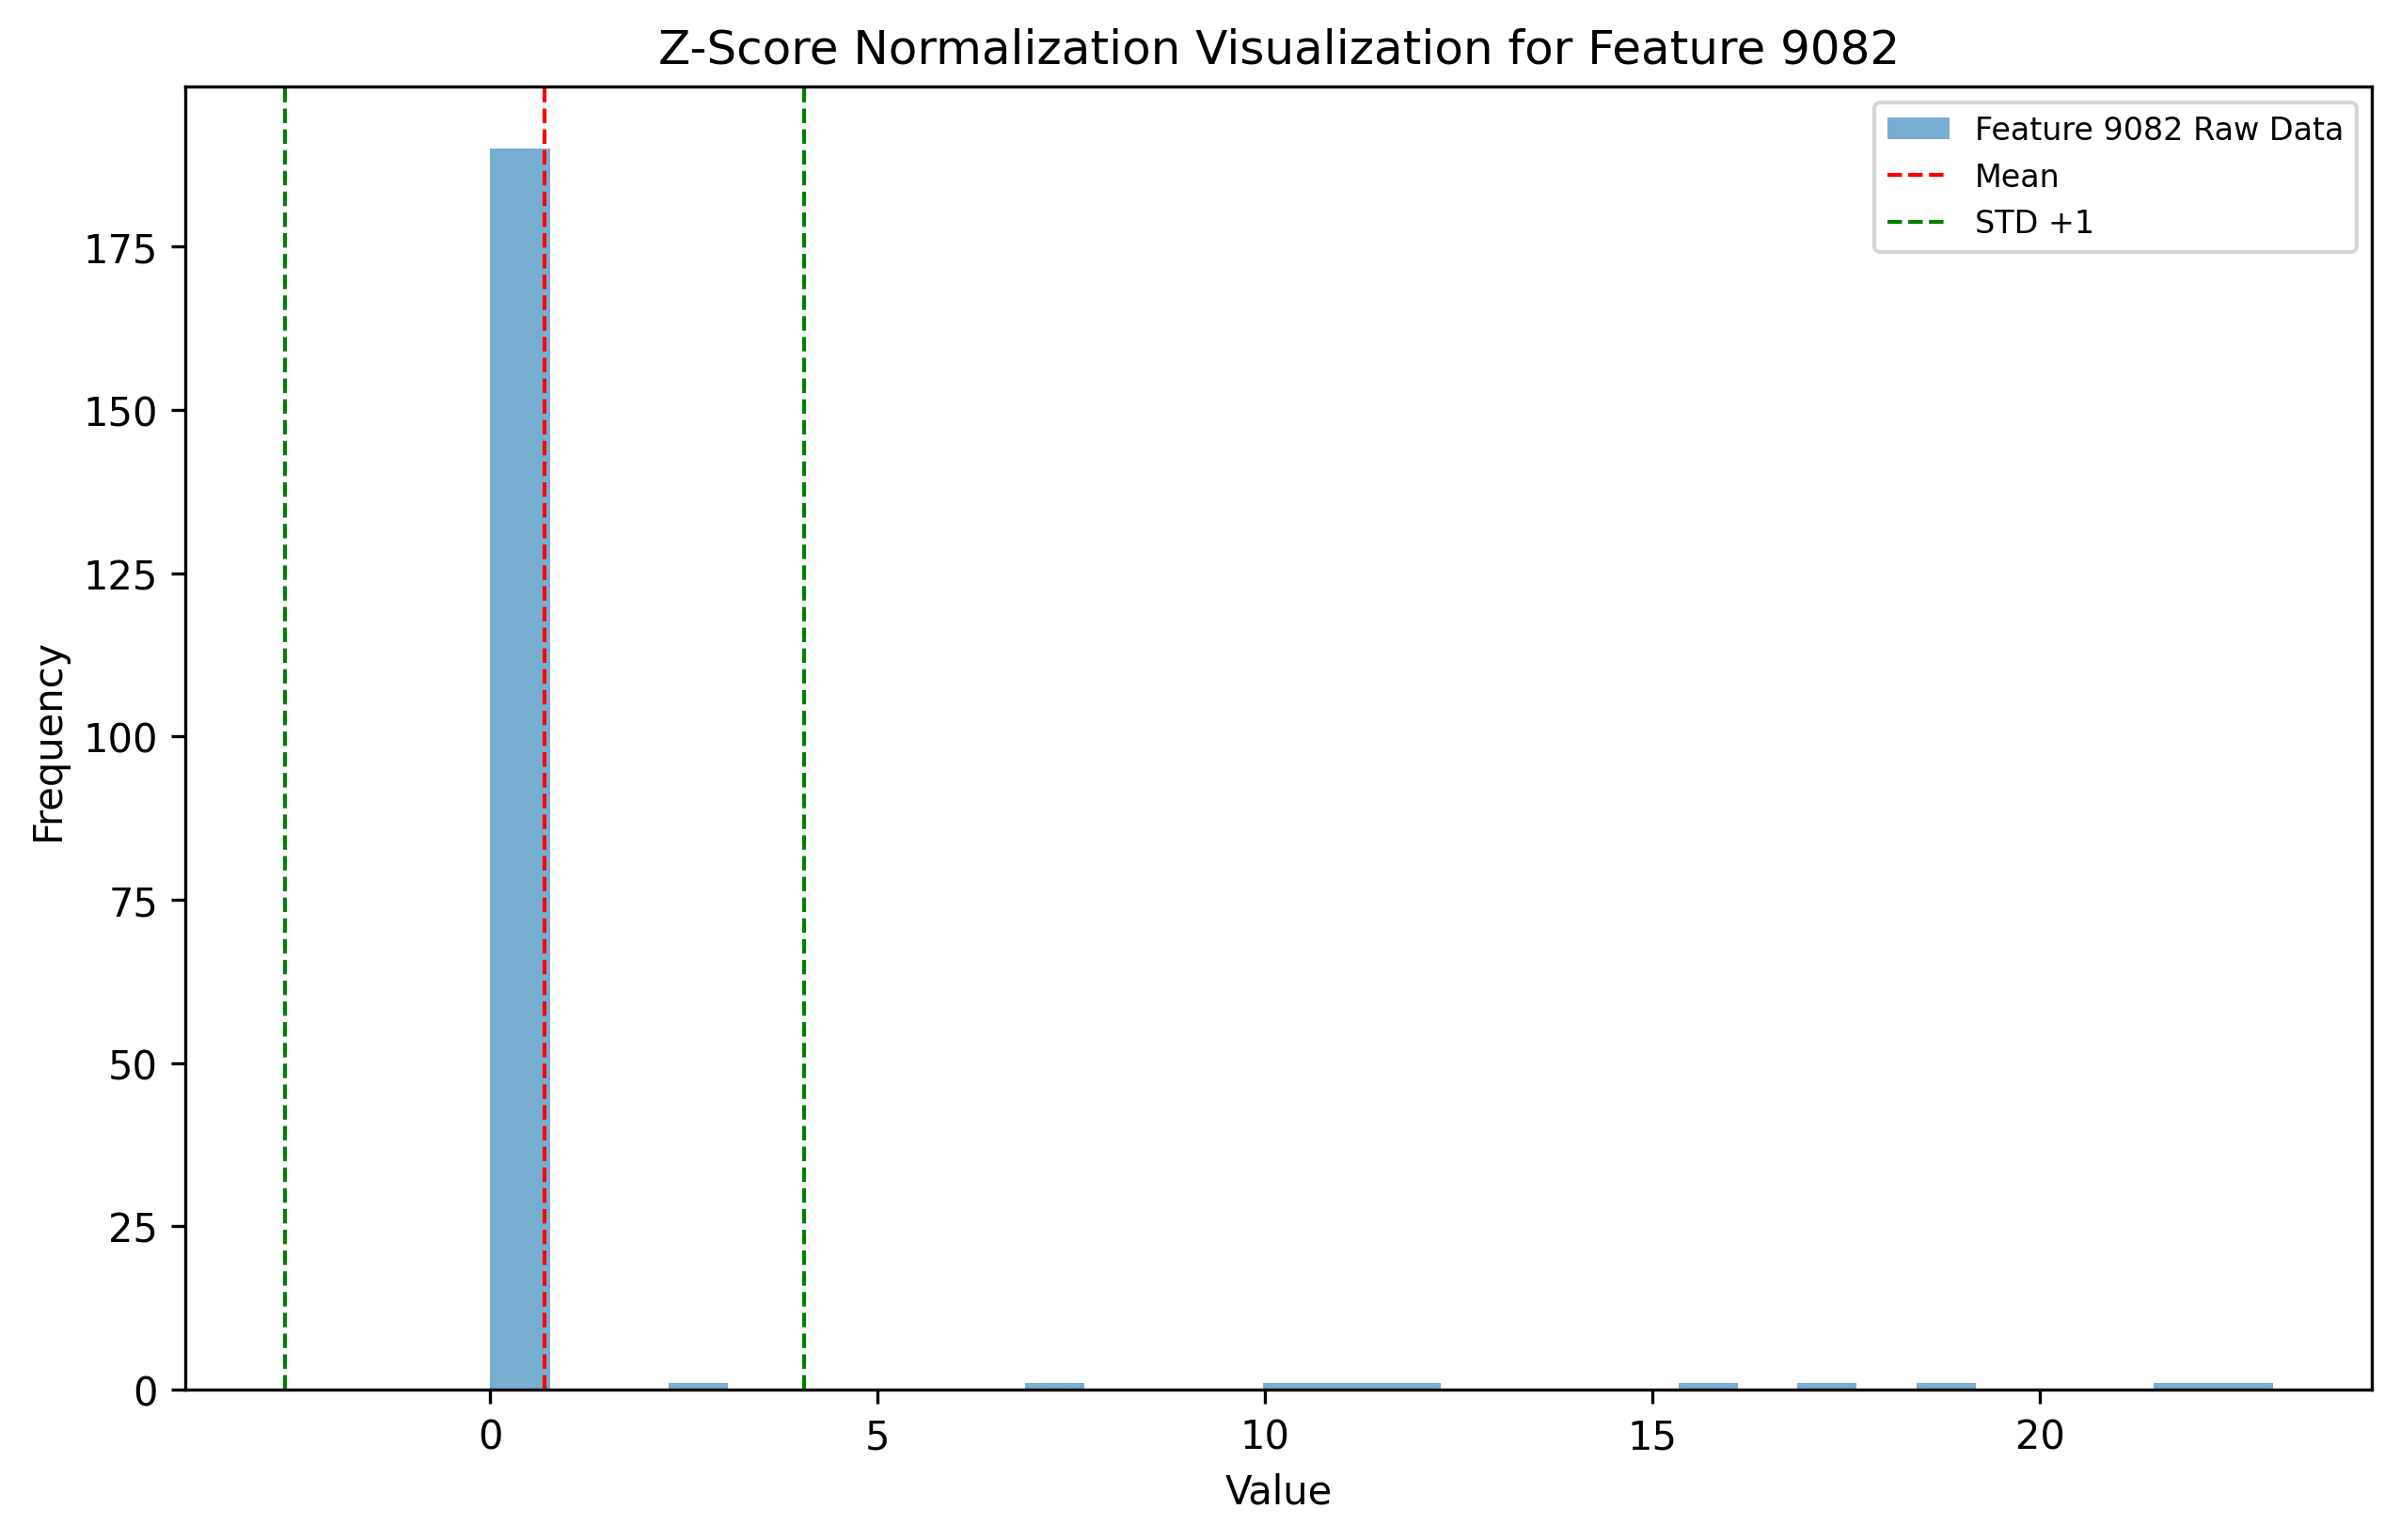 Z-Score Normalization Visualization for Feature 9082
Feature 9082 Raw Data
Mean
STD +1
175
150
125
100
75
50
25
0
Frequency
0 5 10 15 20
Value